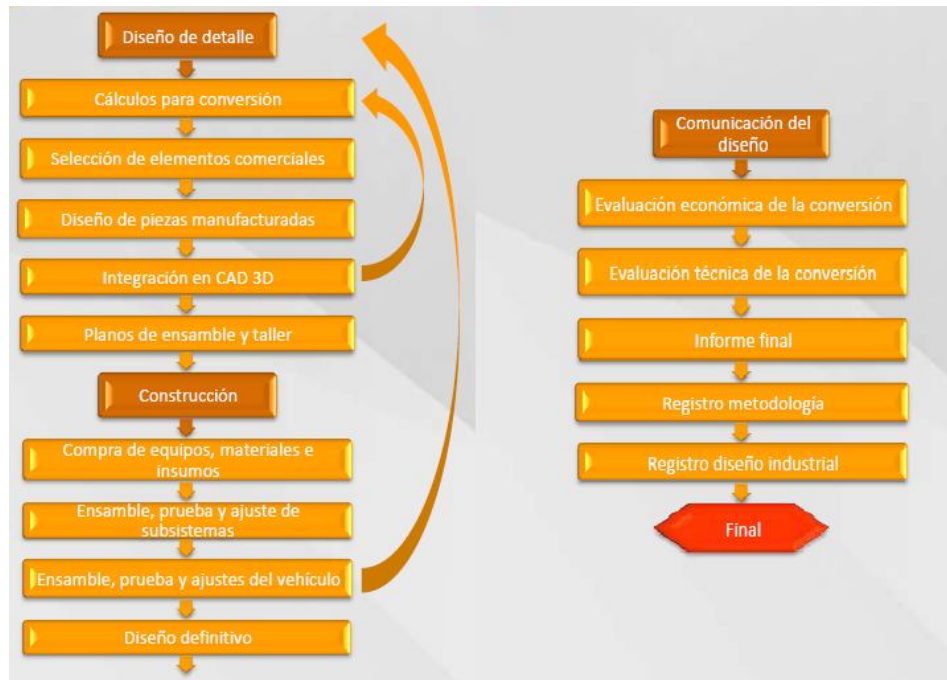 Diseño de detalle
Cálculos para conversión
Selección de elementos comerciales
Diseño de piezas manufacturadas
Integración en CAD 3D
Planos de ensamble y taller
Construcción
Compra de equipos, materiales e
insumos
Ensamble, prueba y ajuste de
subsistemas
Ensamble, prueba y ajustes del vehículo
Diseño definitivo
Comunicación del
diseño
Evaluación económica de la conversión
Evaluación técnica de la conversión
Informe final
Registro metodología
Registro diseño industrial
Final